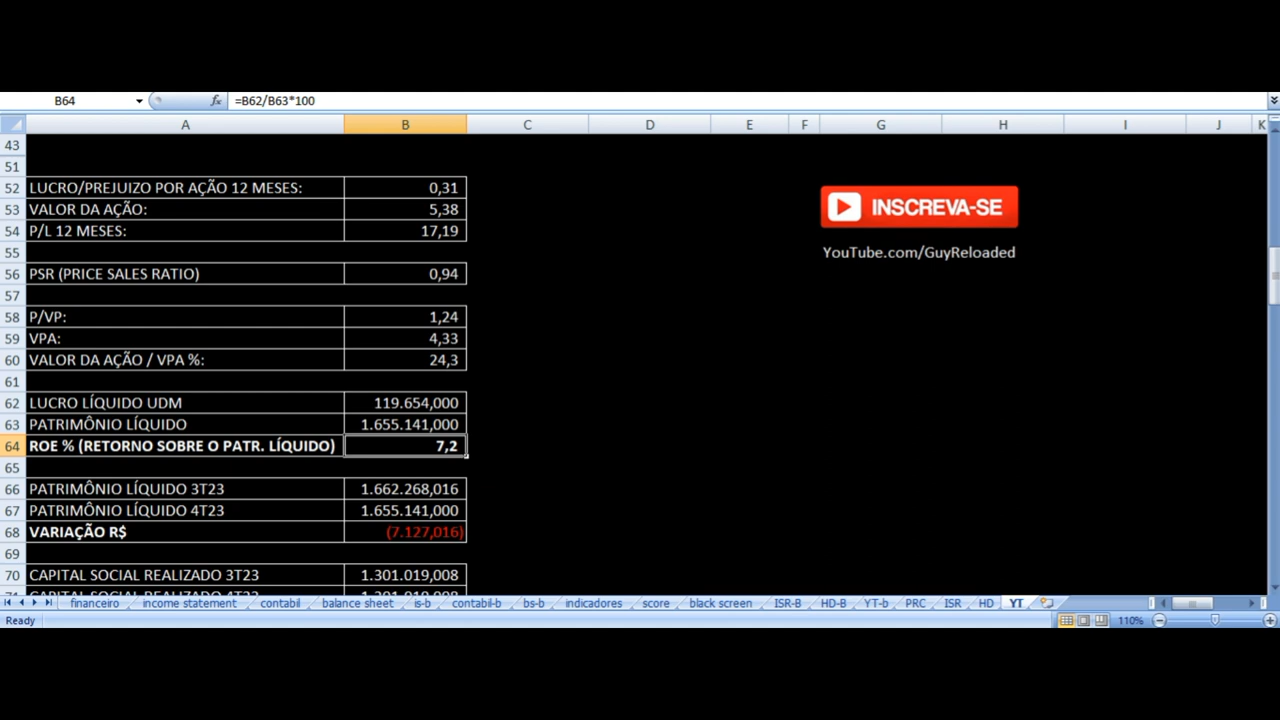 B64 fx =B62/B63*100
A B C D E F G H I J K
43
51
52 LUCRO/PREJUIZO POR AÇÃO 12 MESES: 0,31
INSCREVA-SE
53 VALOR DA AÇÃO: 5,38
54 P/L 12 MESES: 17,19
55
YouTube.com/GuyReloaded
56 PSR (PRICE SALES RATIO) 0,94
57
58 P/VP: 1,24
59 VPA: 4,33
60 VALOR DA AÇÃO / VPA %: 24,3
61
62 LUCRO LÍQUIDO UDM 119.654,000
63 PATRIMÔNIO LÍQUIDO 1.655.141,000
64 ROE % (RETORNO SOBRE O PATR. LÍQUIDO) 7,2
65
66 PATRIMÔNIO LÍQUIDO 3T23 1.662.268,016
67 PATRIMÔNIO LÍQUIDO 4T23 1.655.141,000
68 VARIAÇÃO R$ (7.127,016)
69
70 CAPITAL SOCIAL REALIZADO 3T23 1.301.019,008
financeiro income statement contabil balance sheet is-b contabil-b bs-b indicadores score black screen ISR-B HD-B YT-b PRC ISR HD YT
Ready 110%